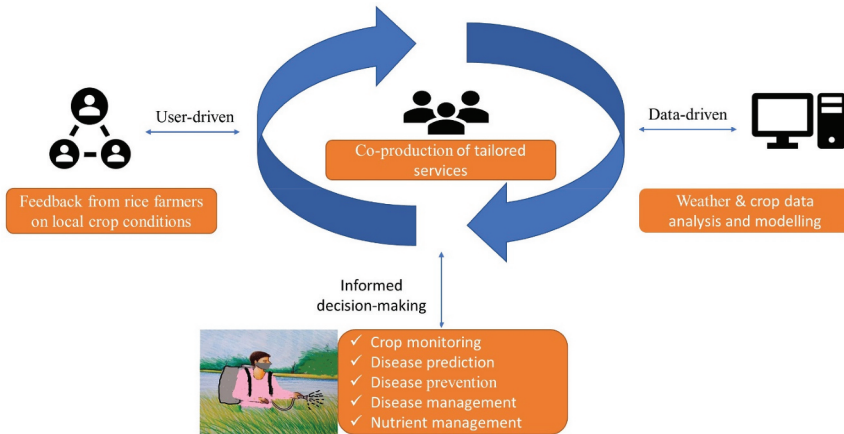 User-driven
Data-driven
Co-production of tailored
services
Feedback from rice farmers
on local crop conditions
Weather & crop data
analysis and modelling
Informed
decision-making
✓ Crop monitoring
✓ Disease prediction
✓ Disease prevention
✓ Disease management
✓ Nutrient management